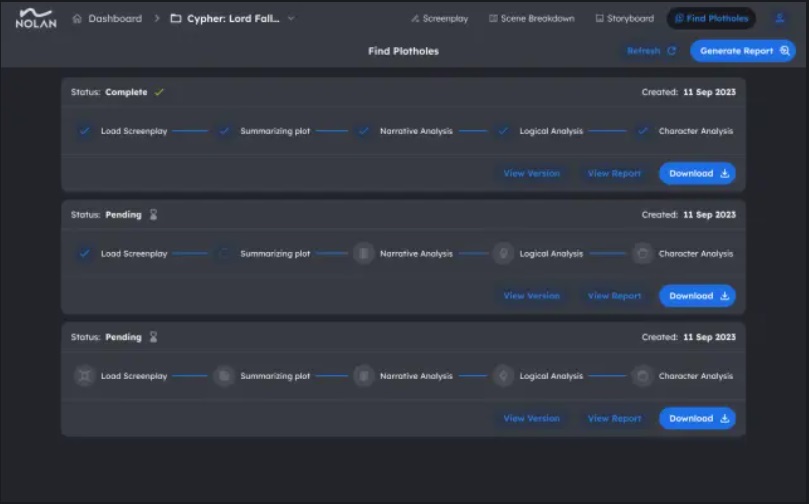 NOLAN
Dashboard > Cypher: Lord Fall...
Screenplay
Scene Breakdown
Storyboard
Find Plotholes
Find Plotholes
Refresh
Generate Report
Status: Complete
Created: 11 Sep 2023
Load Screenplay
Summarizing plot
Narrative Analysis
Logical Analysis
Character Analysis
View Version
View Report
Download
Status: Pending
Created: 11 Sep 2023
Load Screenplay
Summarizing plot
Narrative Analysis
Logical Analysis
Character Analysis
View Version
View Report
Download
Status: Pending
Created: 11 Sep 2023
Load Screenplay
Summarizing plot
Narrative Analysis
Logical Analysis
Character Analysis
View Version
View Report
Download